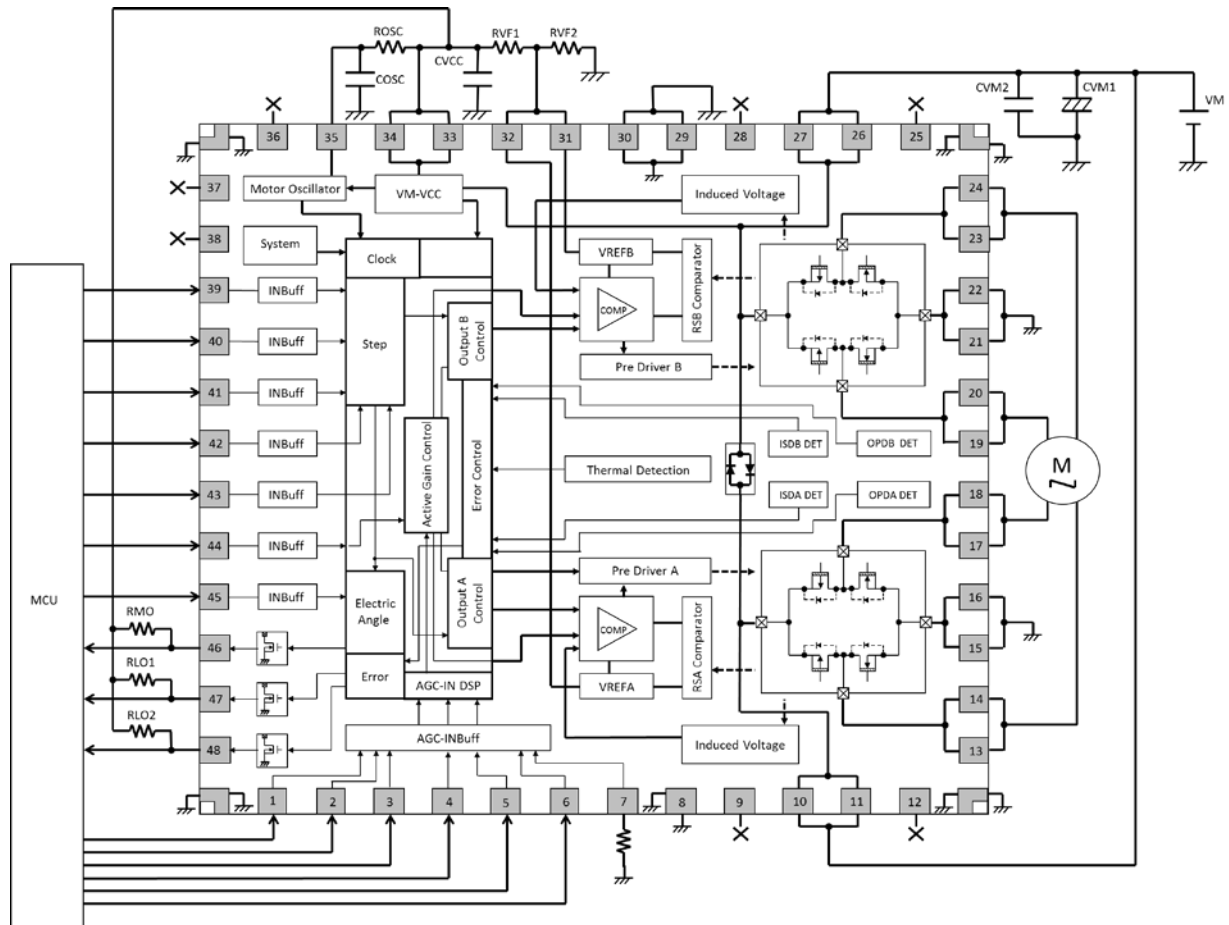 ROSC
RVF1
RVF2
COSC
CVCC
CVM2
CVM1
VM
36
35
34
33
32
31
30
29
28
27
26
25
37
Motor Oscillator
VM-VCC
Induced Voltage
24
38
System
Clock
VREFB
RSB Comparator
23
39
INBuff
Step
COMP
22
40
INBuff
Output B Control
Pre Driver B
21
41
INBuff
20
42
INBuff
Active Gain Control
Error Control
ISDB DET
OPDB DET
19
Thermal Detection
M
43
INBuff
ISDA DET
OPDA DET
18
44
INBuff
17
MCU
45
INBuff
Electric Angle
Output A Control
Pre Driver A
16
RMO
46
COMP
RSA Comparator
15
RLO1
47
Error
AGC-IN DSP
VREFA
14
RLO2
48
AGC-INBuff
Induced Voltage
13
1
2
3
4
5
6
7
8
9
10
11
12